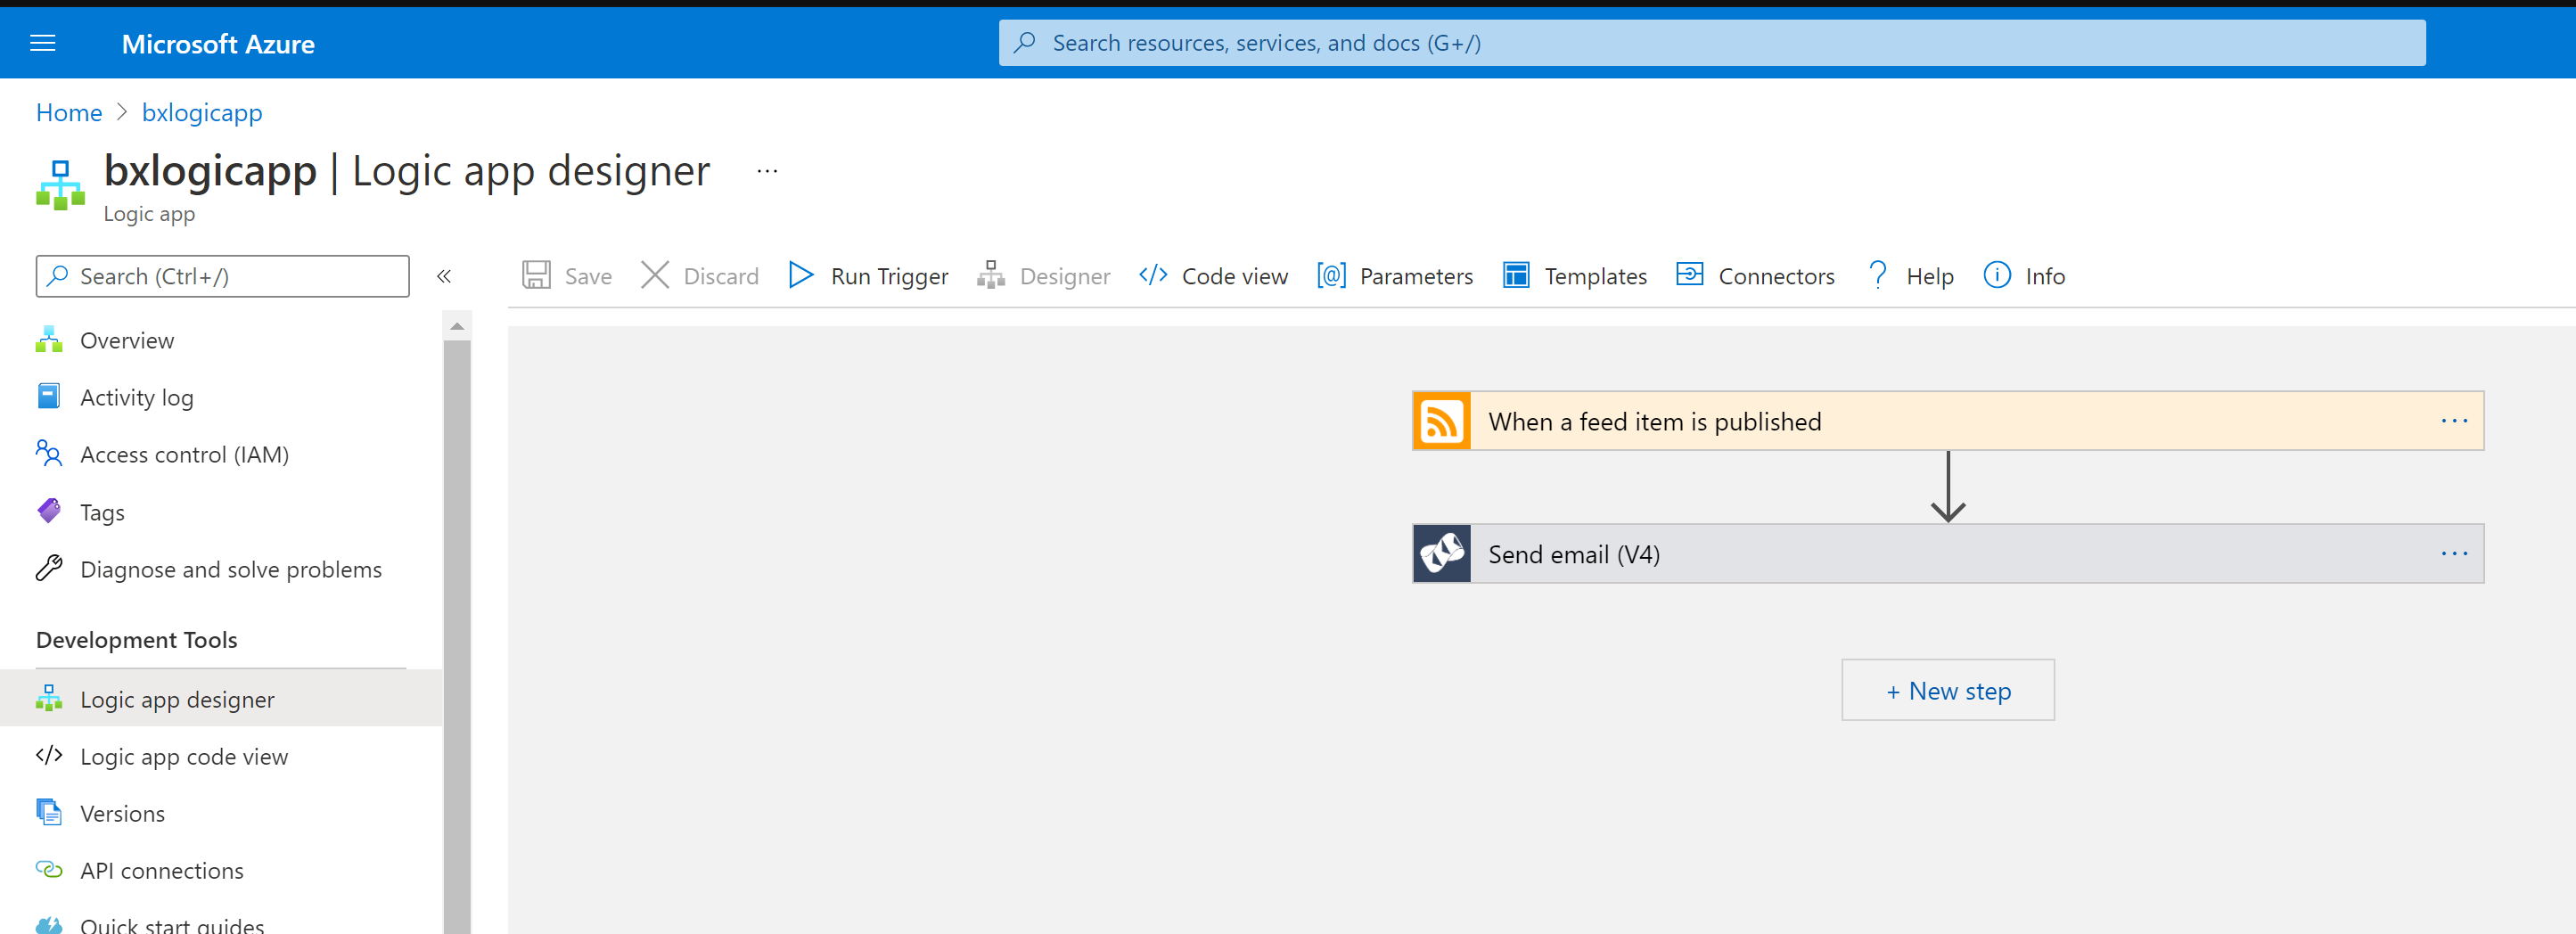 Microsoft Azure
Search resources, services, and docs (G+/)
Home > bxlogicapp
bxlogicapp | Logic app designer ...
Logic app
Search (Ctrl+/)
«
Save
Discard
Run Trigger
Designer
Code view
Parameters
Templates
Connectors
Help
Info
Overview
Activity log
Access control (IAM)
Tags
Diagnose and solve problems
Development Tools
Logic app designer
Logic app code view
Versions
API connections
Quick start guides
When a feed item is published ...
Send email (V4) ...
+ New step